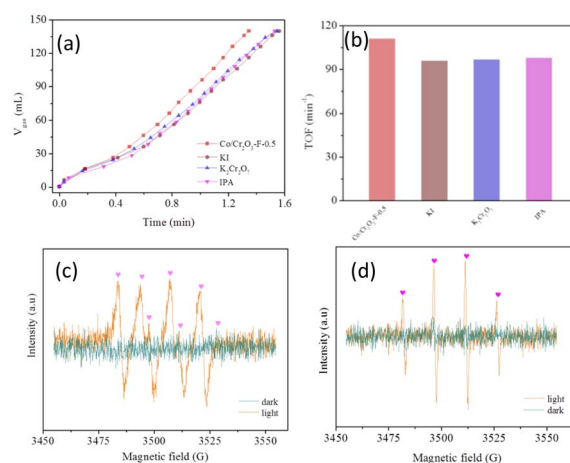 (a)
140
120
90
60
30
0
V_gas (mL)
Co/Cr₂O₃-F-0.5
KI
K₂Cr₂O₇
IPA
0.0 0.4 0.8 1.2 1.6
Time (min)
(b)
120
90
60
30
0
TOF (min⁻¹)
Co/Cr₂O₃-F-0.5
KI
K₂Cr₂O₇
IPA
(c)
Intensity (a.u)
dark
light
3450 3475 3500 3525 3550
Magnetic field (G)
(d)
Intensity (a.u)
light
dark
3450 3475 3500 3525 3550
Magnetic field (G)